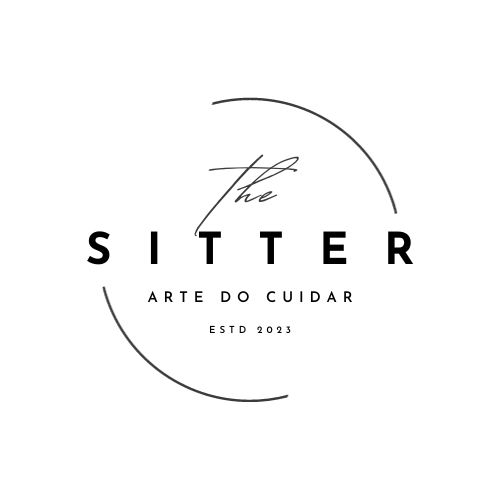 the
SITTER
ARTE DO CUIDAR
ESTD 2023